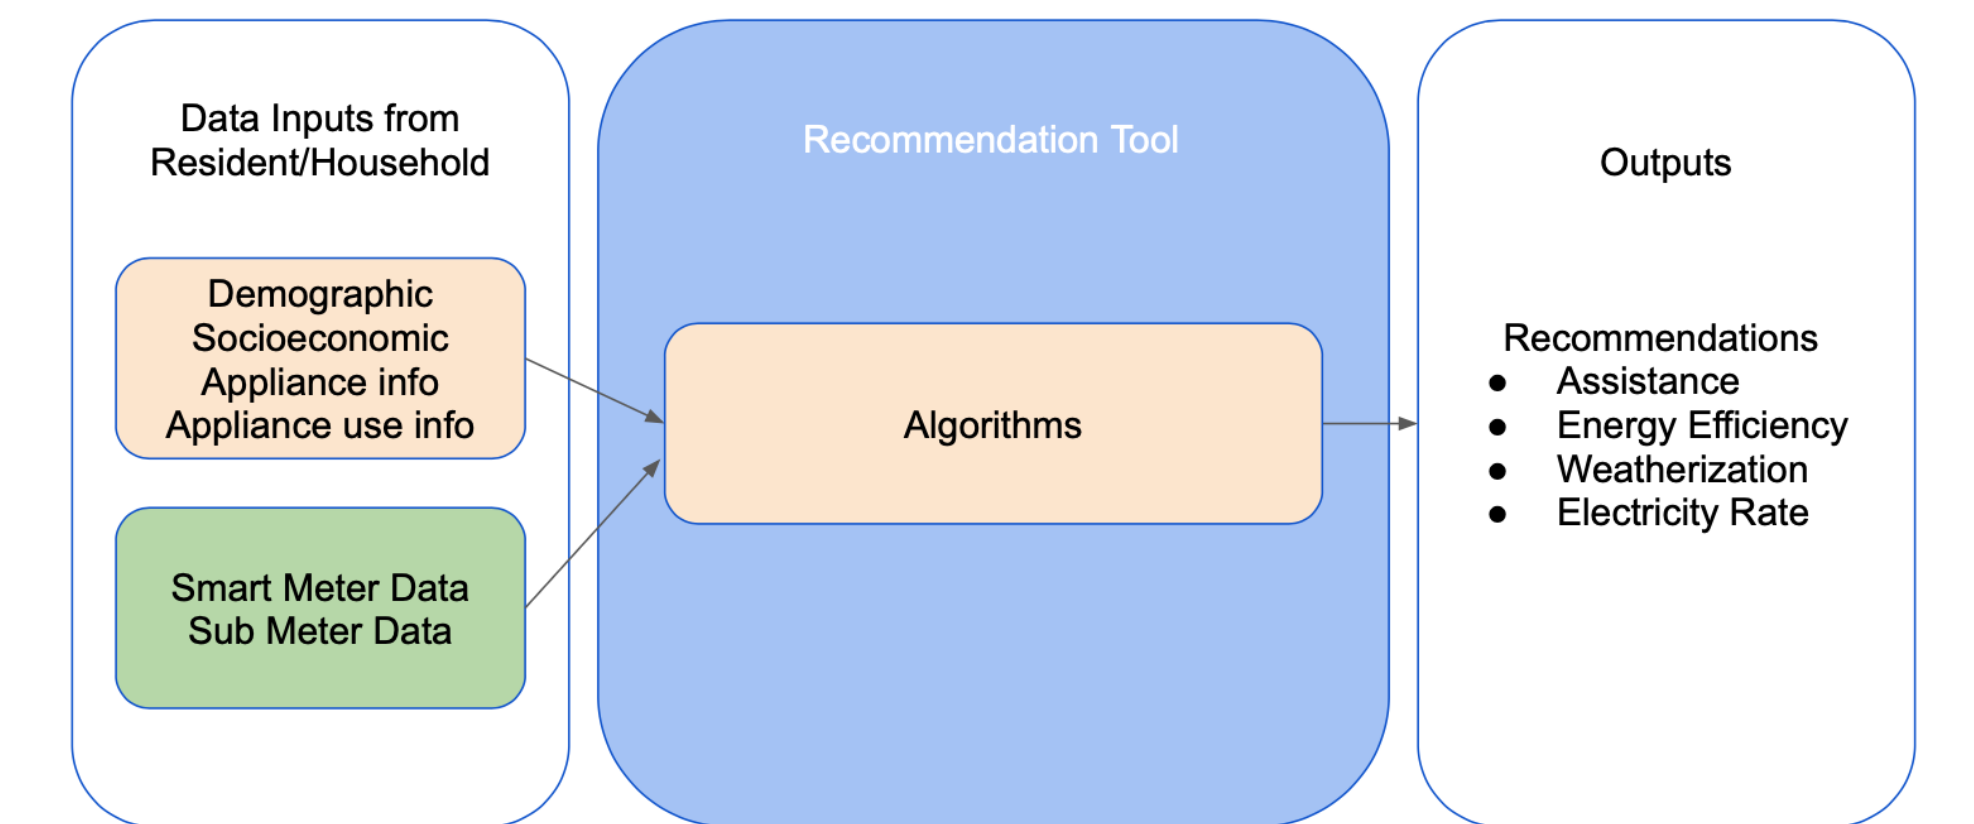 Data Inputs from
Resident/Household
Demographic
Socioeconomic
Appliance info
Appliance use info
Smart Meter Data
Sub Meter Data
Recommendation Tool
Algorithms
Outputs
Recommendations
● Assistance
● Energy Efficiency
● Weatherization
● Electricity Rate